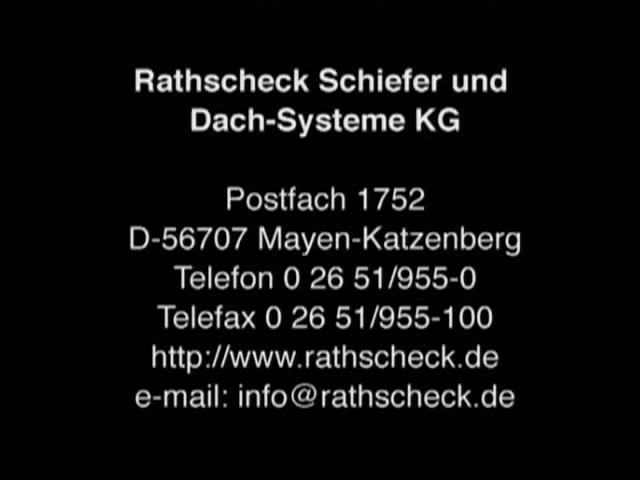 Rathscheck Schiefer und
Dach-Systeme KG
Postfach 1752
D-56707 Mayen-Katzenberg
Telefon 0 26 51/955-0
Telefax 0 26 51/955-100
http://www.rathscheck.de
e-mail: info@rathscheck.de